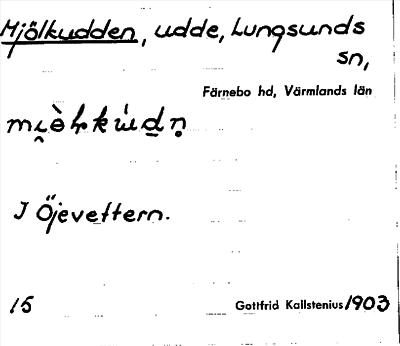 Mjölkudden, udde, Lungsunds
sn,
Färnebo hd, Värmlands län
I Öjevettern.
15
Gottfrid Kallstenius 1903